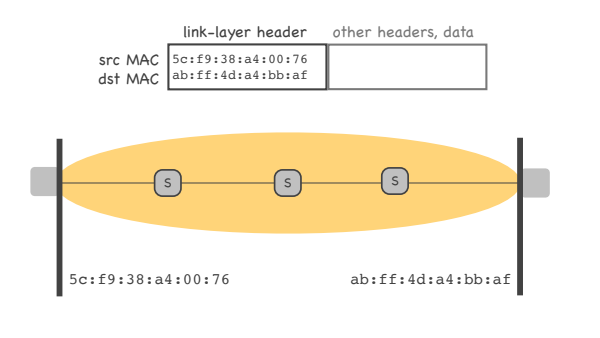 link-layer header other headers, data
src MAC 5c:f9:38:a4:00:76
dst MAC ab:ff:4d:a4:bb:af
S S S
5c:f9:38:a4:00:76 ab:ff:4d:a4:bb:af